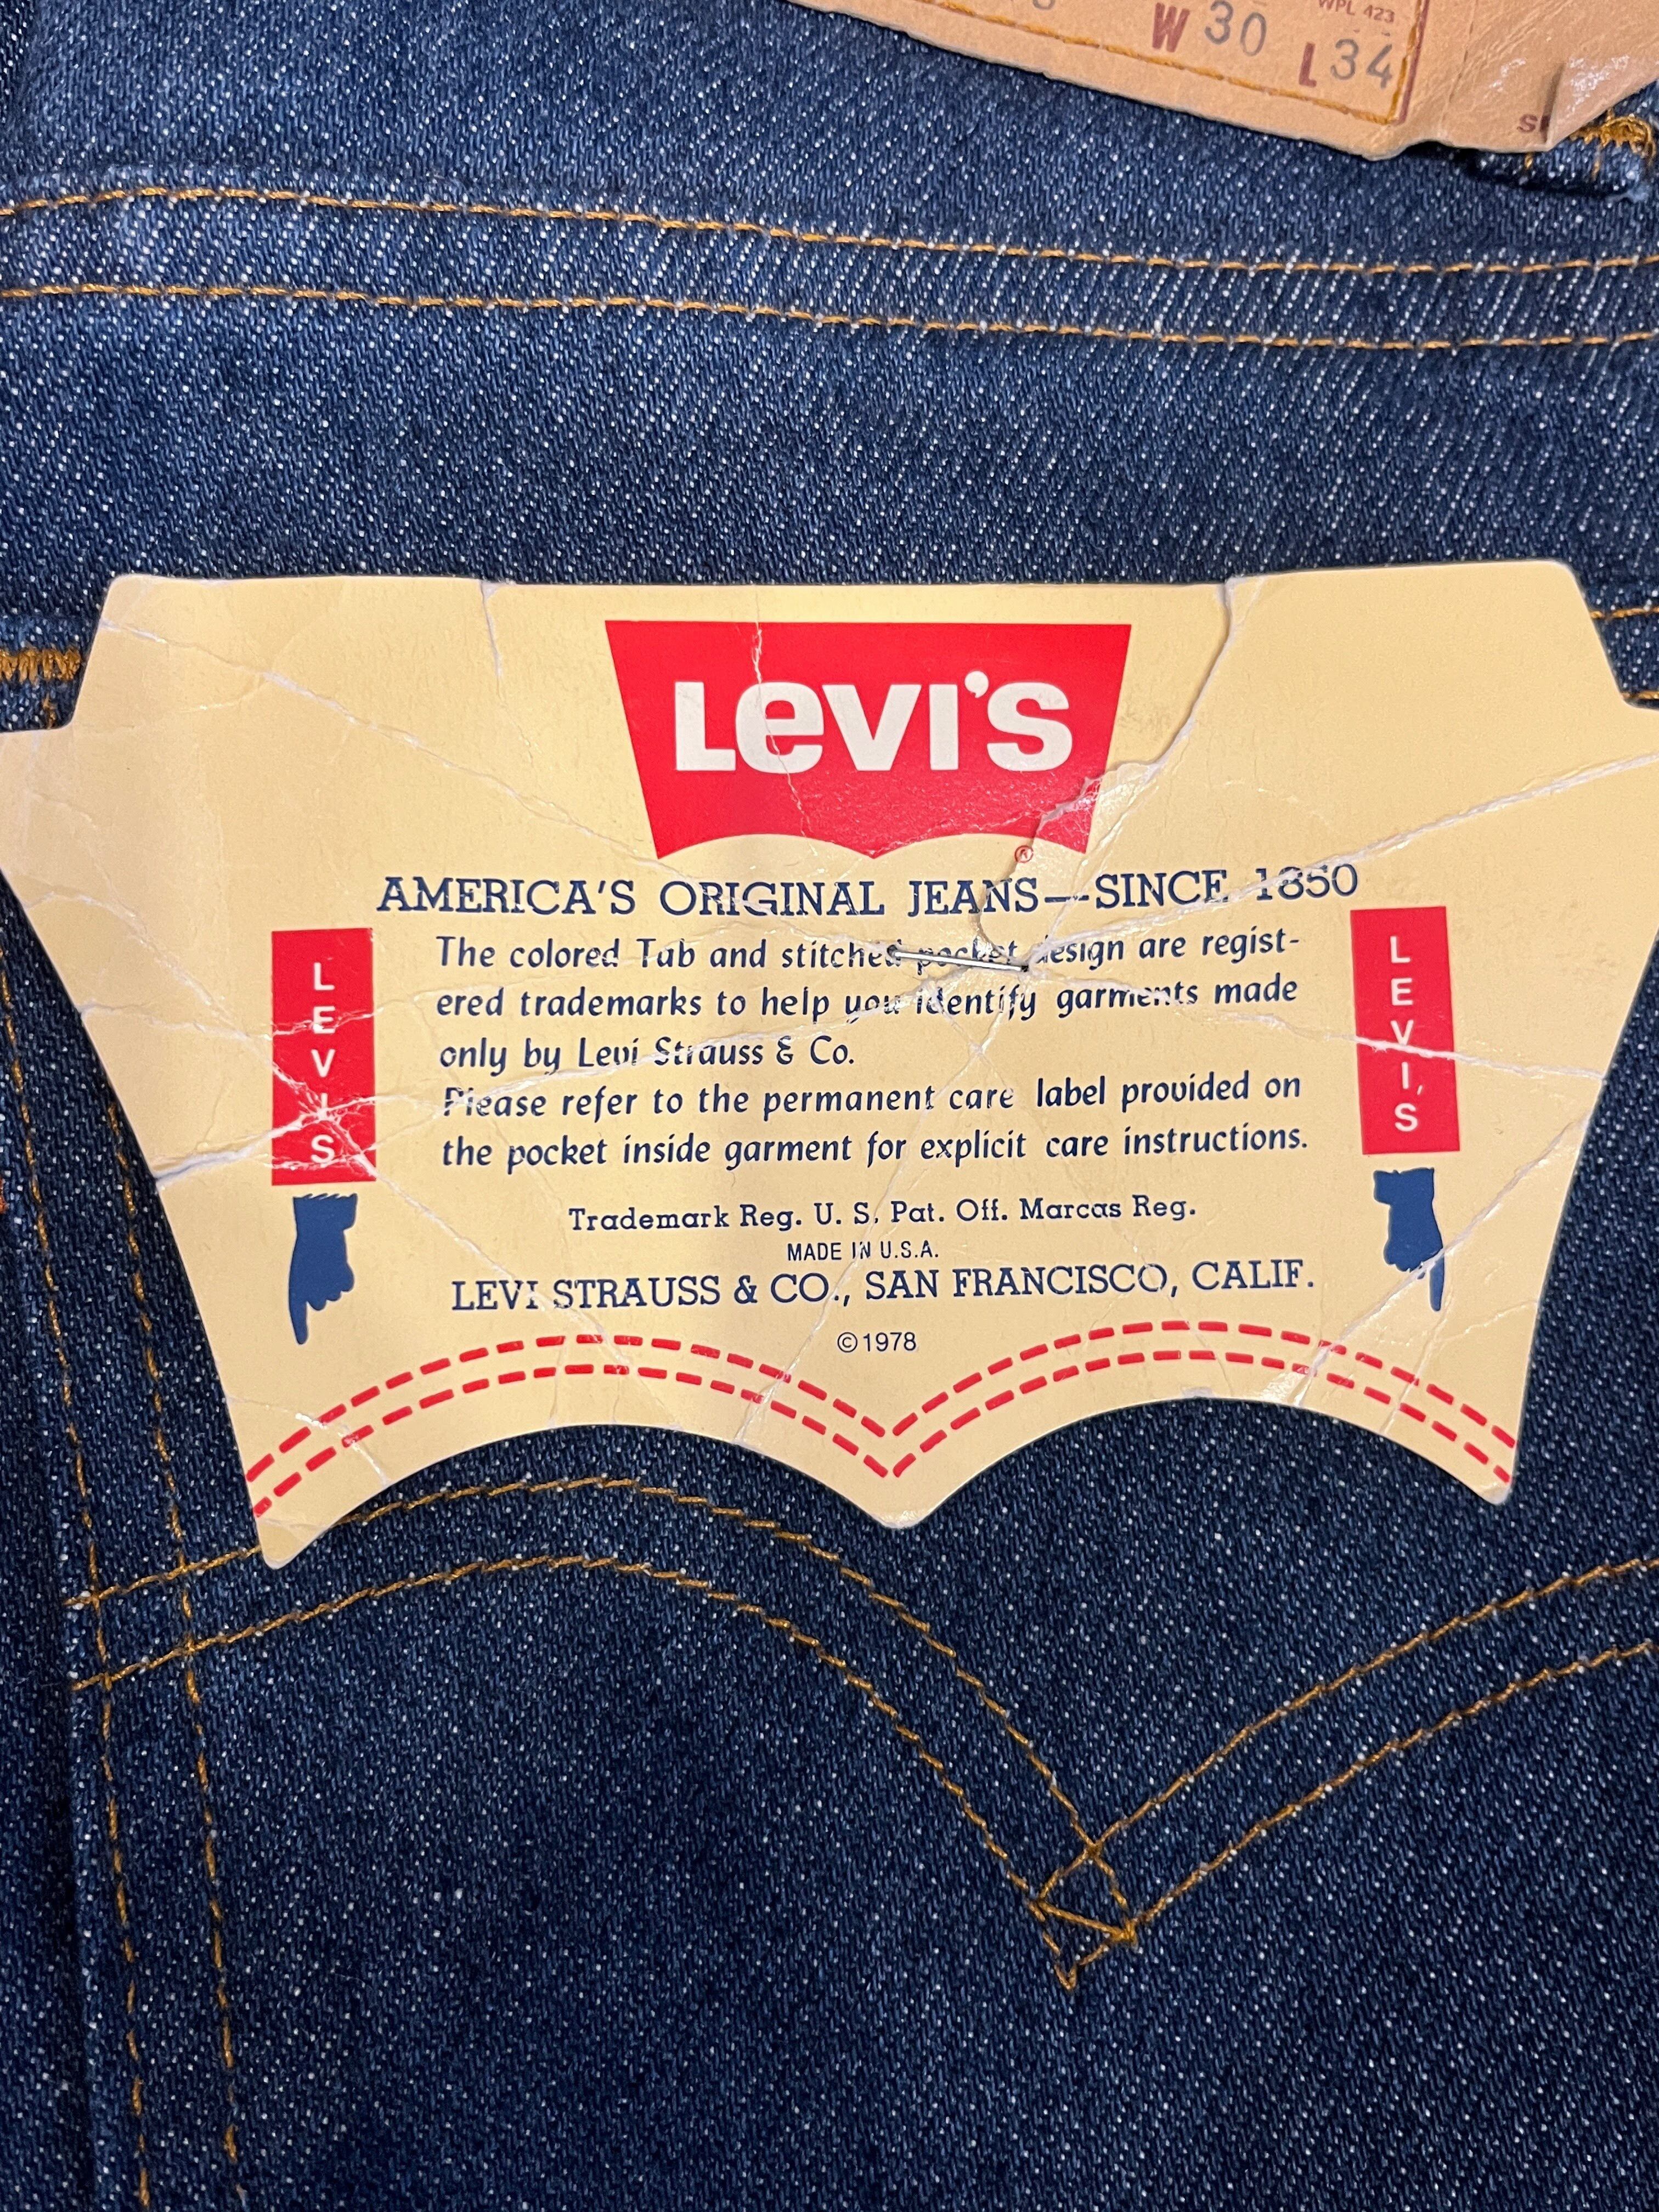 WPL 423
W 30 L 34
LEVI'S
®
AMERICA'S ORIGINAL JEANS—SINCE 1850
The colored Tab and stitched pocket design are regist-
ered trademarks to help you identify garments made
only by Levi Strauss & Co.
Please refer to the permanent care label provided on
the pocket inside garment for explicit care instructions.
LEVI'S
LEVI'S
Trademark Reg. U. S. Pat. Off. Marcas Reg.
MADE IN U.S.A.
LEVI STRAUSS & CO., SAN FRANCISCO, CALIF.
©1978